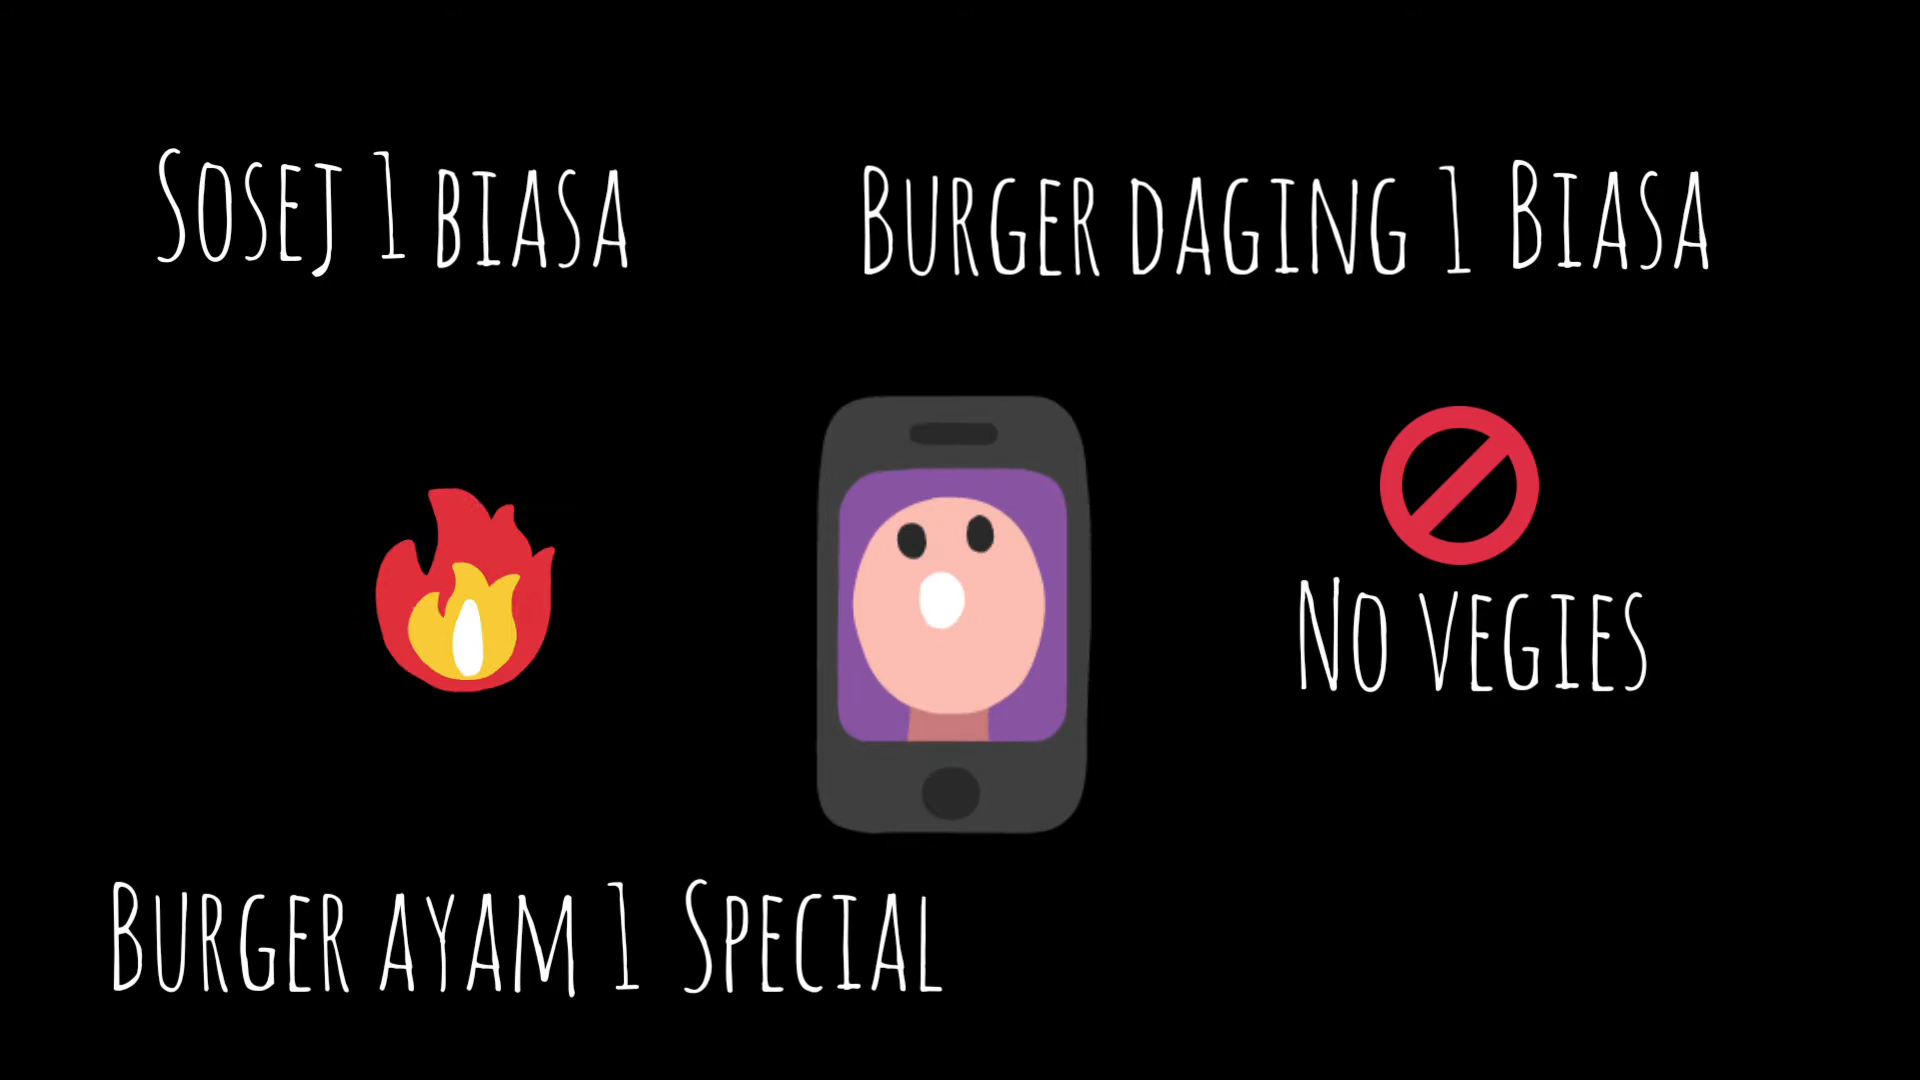 Sosej 1 biasa
Burger daging 1 Biasa
No vegies
Burger ayam 1 Special